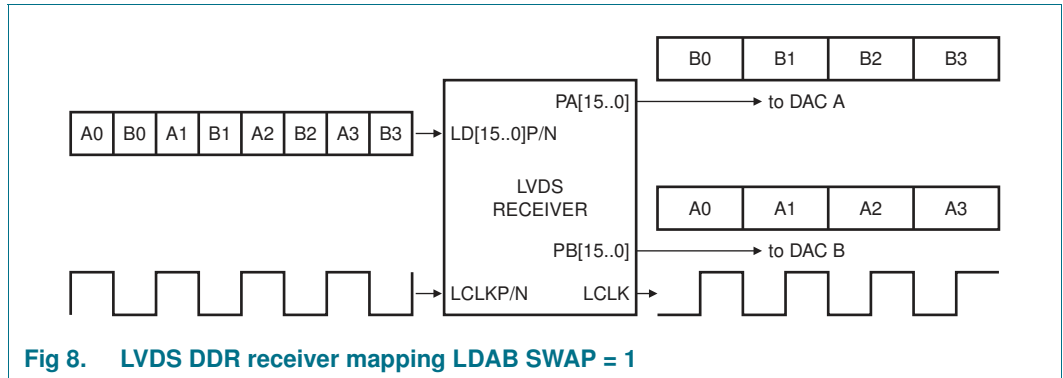 B0 B1 B2 B3
PA[15..0]
to DAC A
A0 B0 A1 B1 A2 B2 A3 B3
LD[15..0]P/N
LVDS
RECEIVER
A0 A1 A2 A3
PB[15..0]
to DAC B
LCLKP/N
LCLK
Fig 8. LVDS DDR receiver mapping LDAB SWAP = 1